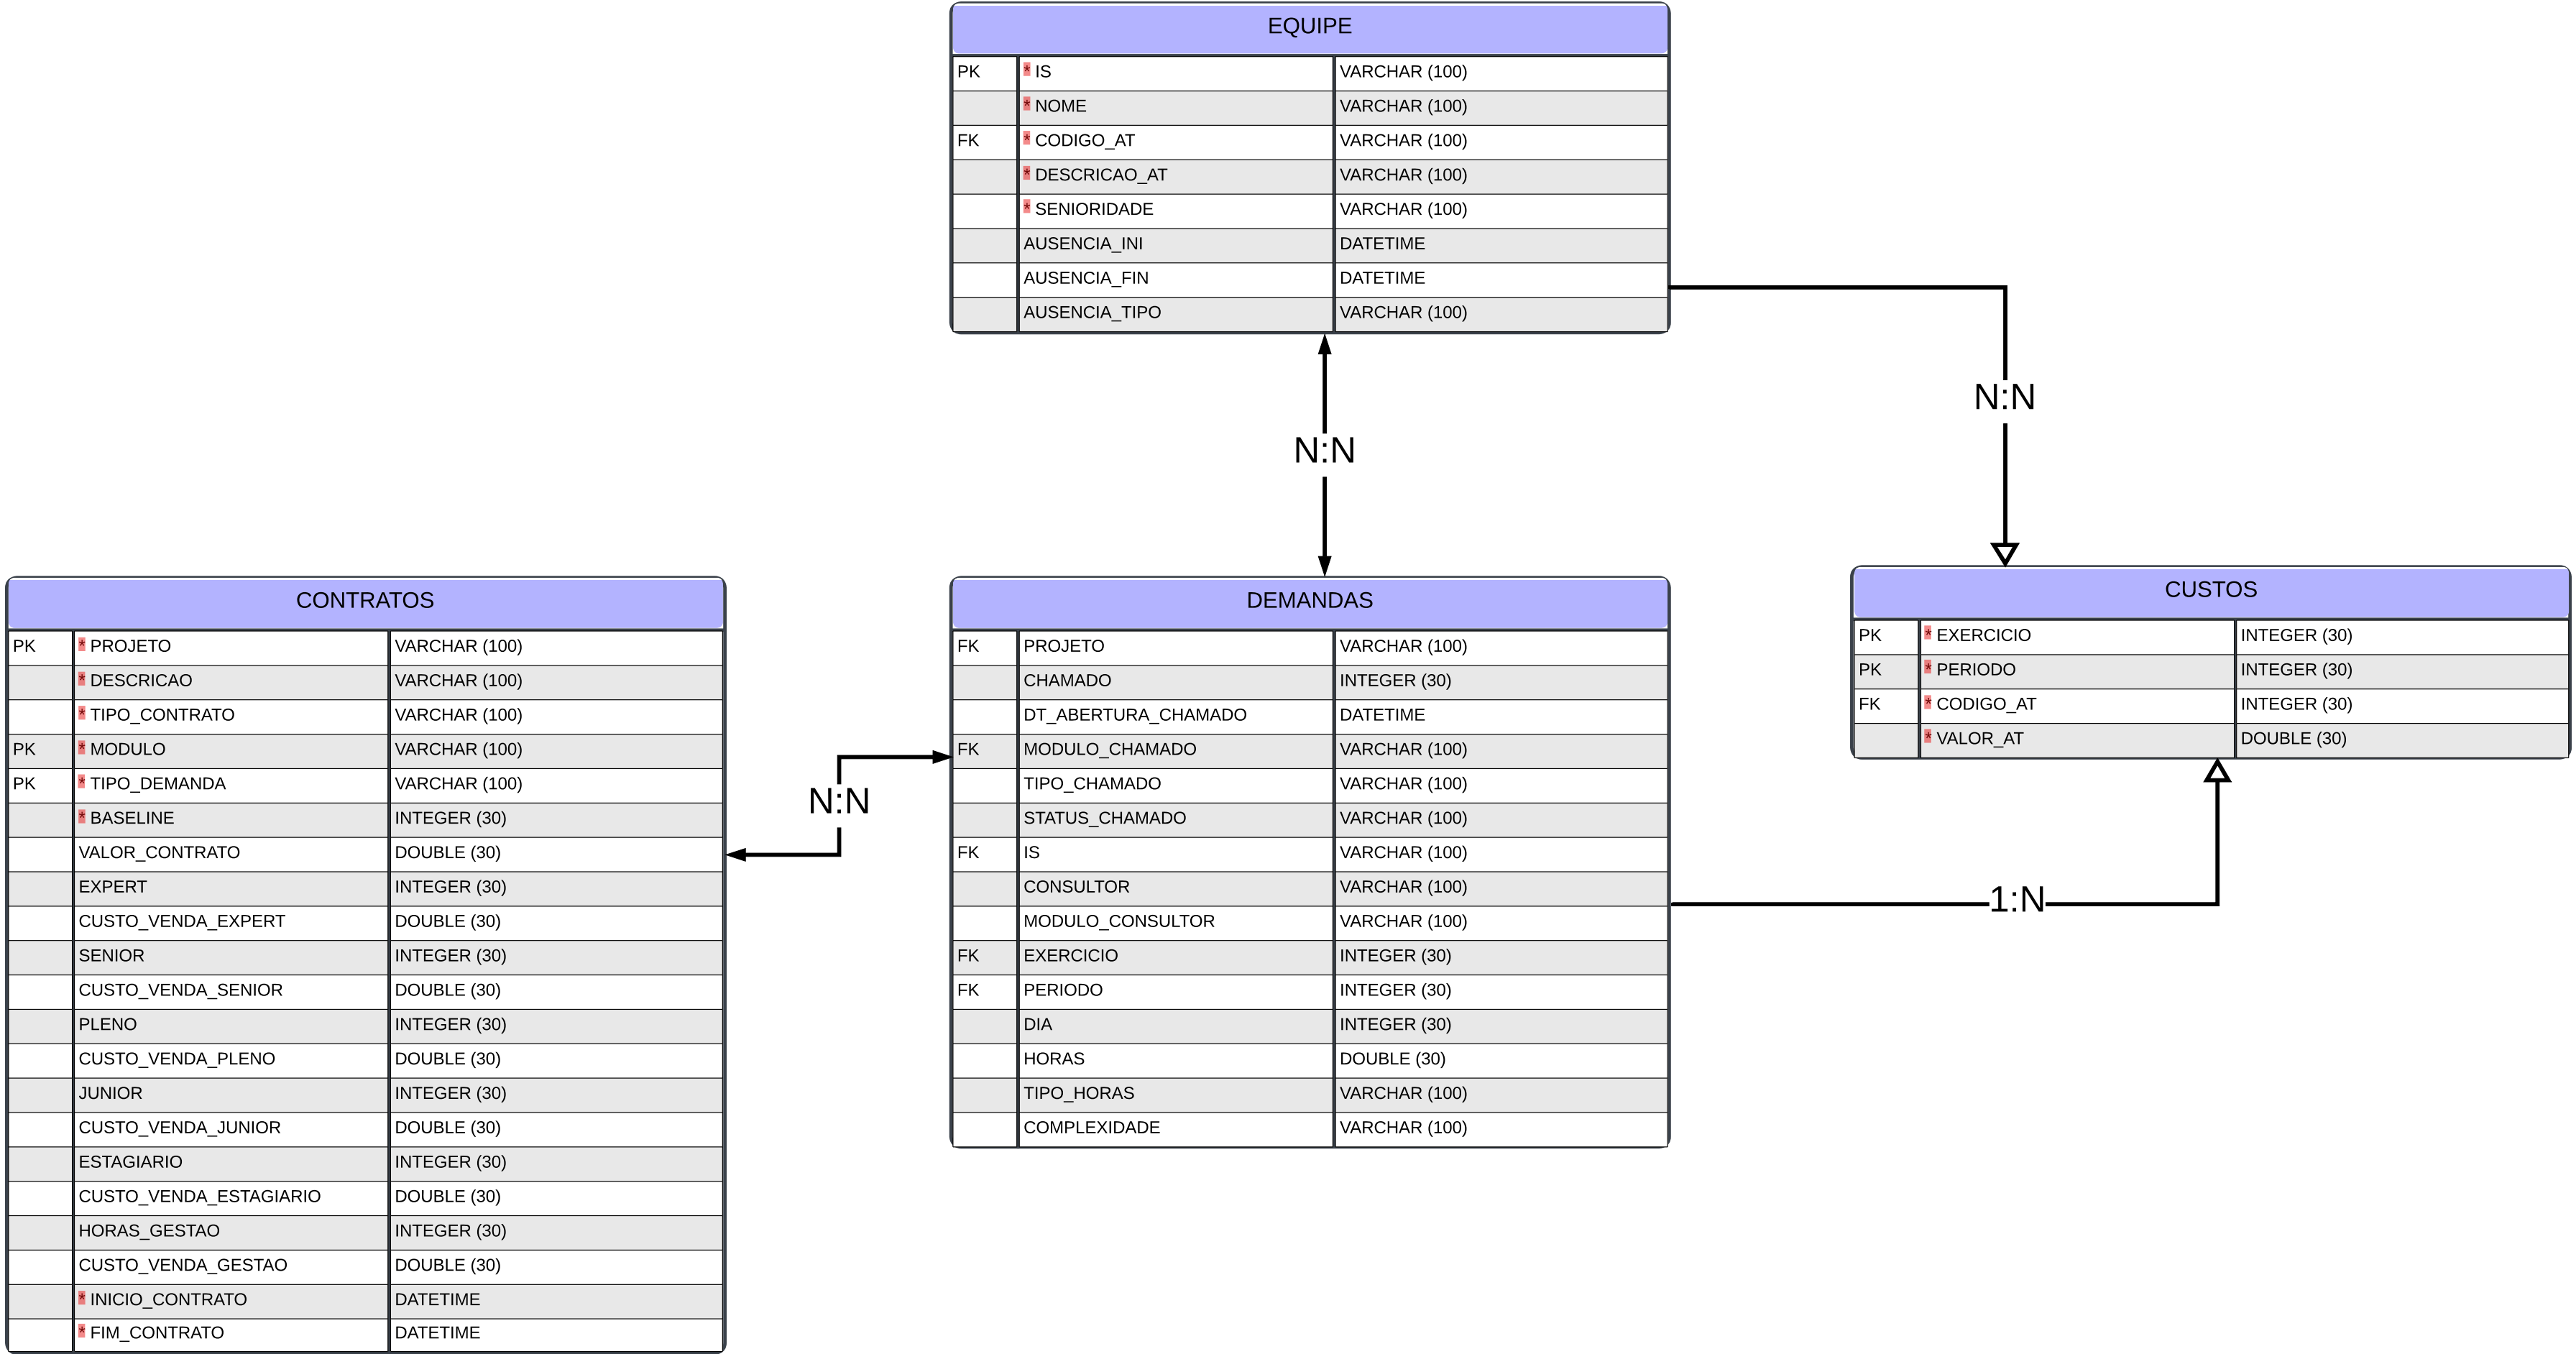 EQUIPE
PK * IS VARCHAR (100)
* NOME VARCHAR (100)
FK * CODIGO_AT VARCHAR (100)
* DESCRICAO_AT VARCHAR (100)
* SENIORIDADE VARCHAR (100)
AUSENCIA_INI DATETIME
AUSENCIA_FIN DATETIME
AUSENCIA_TIPO VARCHAR (100)
N:N
N:N
CONTRATOS
PK * PROJETO VARCHAR (100)
* DESCRICAO VARCHAR (100)
* TIPO_CONTRATO VARCHAR (100)
PK * MODULO VARCHAR (100)
PK * TIPO_DEMANDA VARCHAR (100)
* BASELINE INTEGER (30)
VALOR_CONTRATO DOUBLE (30)
EXPERT INTEGER (30)
CUSTO_VENDA_EXPERT DOUBLE (30)
SENIOR INTEGER (30)
CUSTO_VENDA_SENIOR DOUBLE (30)
PLENO INTEGER (30)
CUSTO_VENDA_PLENO DOUBLE (30)
JUNIOR INTEGER (30)
CUSTO_VENDA_JUNIOR DOUBLE (30)
ESTAGIARIO INTEGER (30)
CUSTO_VENDA_ESTAGIARIO DOUBLE (30)
HORAS_GESTAO INTEGER (30)
CUSTO_VENDA_GESTAO DOUBLE (30)
* INICIO_CONTRATO DATETIME
* FIM_CONTRATO DATETIME
N:N
DEMANDAS
FK PROJETO VARCHAR (100)
CHAMADO INTEGER (30)
DT_ABERTURA_CHAMADO DATETIME
FK MODULO_CHAMADO VARCHAR (100)
TIPO_CHAMADO VARCHAR (100)
STATUS_CHAMADO VARCHAR (100)
FK IS VARCHAR (100)
CONSULTOR VARCHAR (100)
MODULO_CONSULTOR VARCHAR (100)
FK EXERCICIO INTEGER (30)
FK PERIODO INTEGER (30)
DIA INTEGER (30)
HORAS DOUBLE (30)
TIPO_HORAS VARCHAR (100)
COMPLEXIDADE VARCHAR (100)
CUSTOS
PK * EXERCICIO INTEGER (30)
PK * PERIODO INTEGER (30)
FK * CODIGO_AT INTEGER (30)
* VALOR_AT DOUBLE (30)
1:N